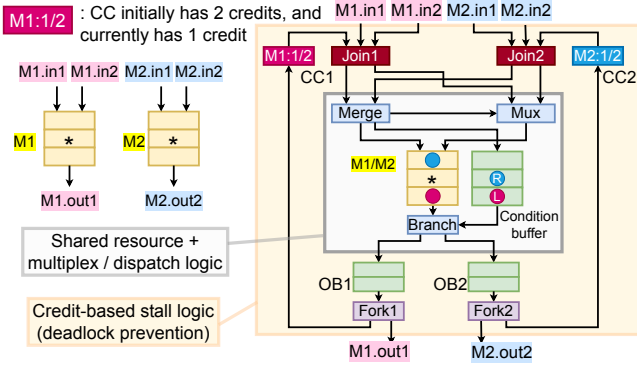 M1:1/2 : CC initially has 2 credits, and
currently has 1 credit
M1.in1 M1.in2 M2.in1 M2.in2
M1:1/2 Join1 Join2 M2:1/2
CC1 CC2
M1.in1 M1.in2 M2.in1 M2.in2
Merge Mux
M1 * M2 *
M1/M2
*
R
L
M1.out1 M2.out2
Condition
buffer
Branch
Shared resource +
multiplex / dispatch logic
OB1 OB2
Credit-based stall logic
(deadlock prevention)
Fork1 Fork2
M1.out1 M2.out2